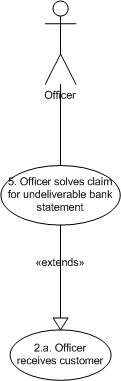 Officer
5. Officer solves claim
for undeliverable bank
statement
«extends»
2.a. Officer
receives customer